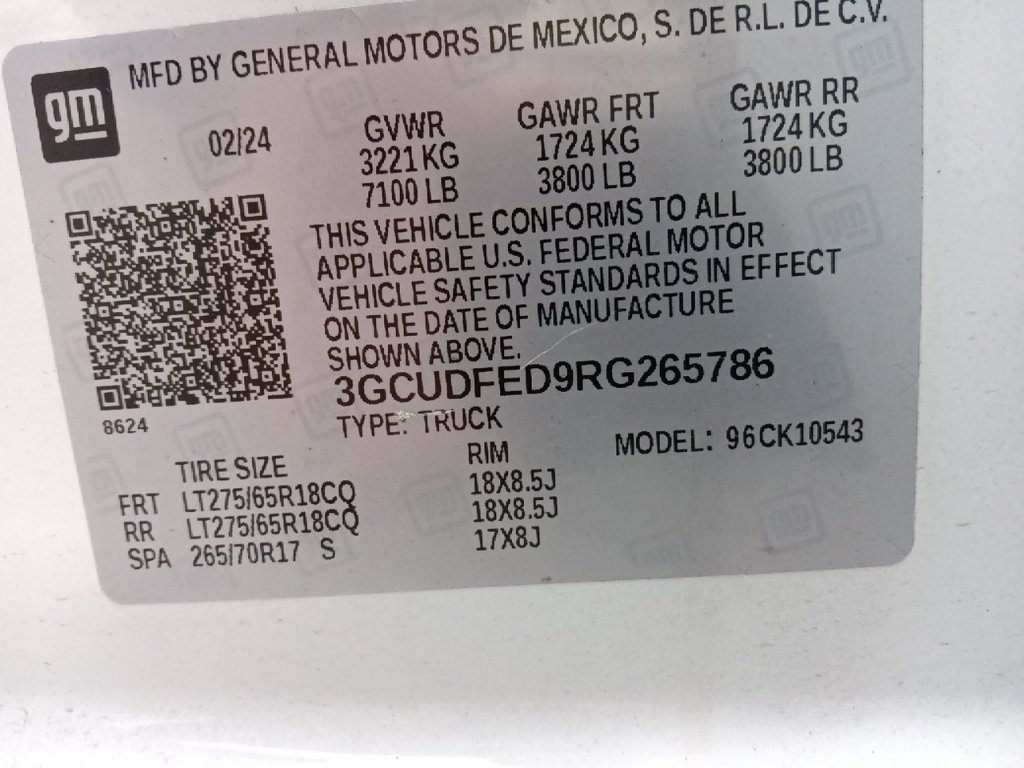 MFD BY GENERAL MOTORS DE MEXICO, S. DE R.L. DE C.V.
gm
02/24
GVWR GAWR FRT GAWR RR
3221 KG 1724 KG 1724 KG
7100 LB 3800 LB 3800 LB
THIS VEHICLE CONFORMS TO ALL
APPLICABLE U.S. FEDERAL MOTOR
VEHICLE SAFETY STANDARDS IN EFFECT
ON THE DATE OF MANUFACTURE
SHOWN ABOVE.
3GCUDFED9RG265786
8624
TYPE: TRUCK
MODEL: 96CK10543
TIRE SIZE RIM
FRT LT275/65R18CQ 18X8.5J
RR LT275/65R18CQ 18X8.5J
SPA 265/70R17 S 17X8J